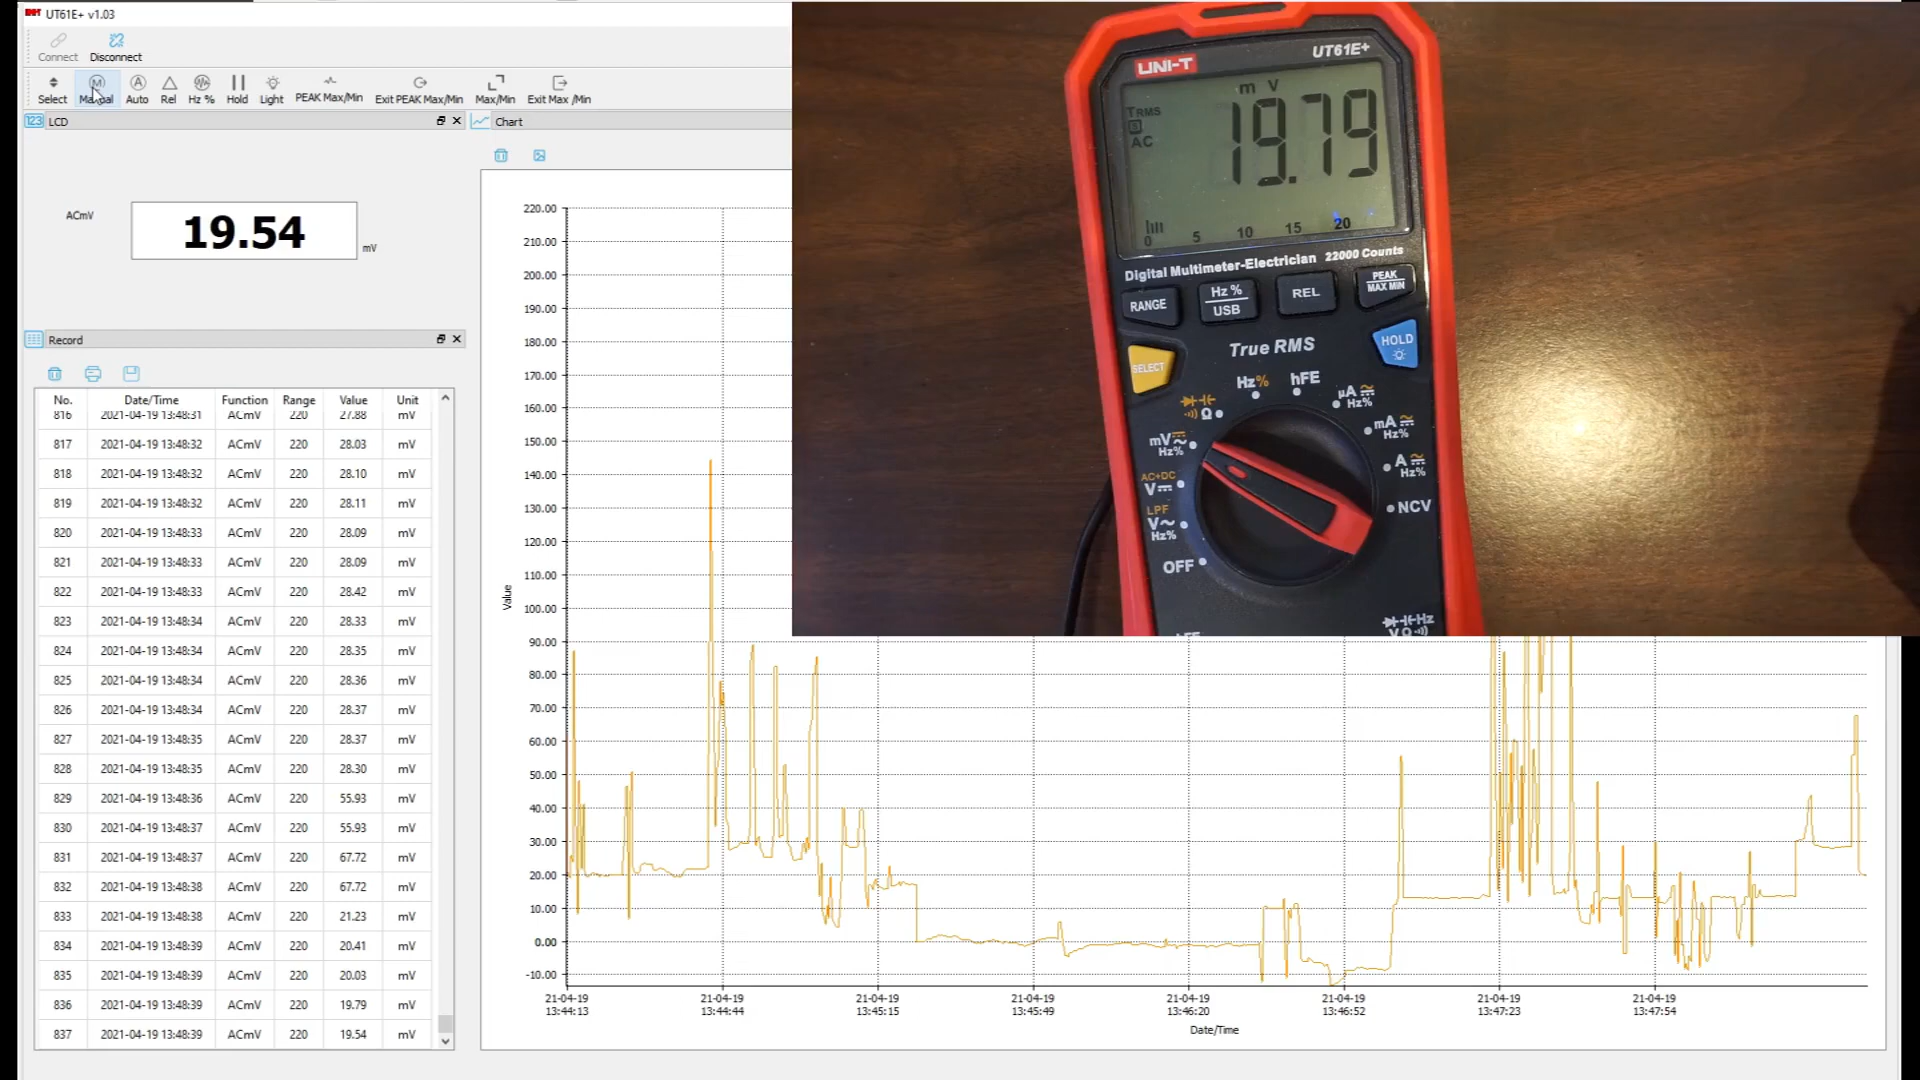 UT61E+ v1.03
Connect Disconnect
Select Manual Auto Rel Hz % Hold Light PEAK Max/Min Exit PEAK Max/Min Max/Min Exit Max /Min
123 LCD
Chart
ACmV 19.54 mV
Record
No. Date/Time Function Range Value Unit
816 2021-04-19 13:48:31 ACmV 220 27.88 mV
817 2021-04-19 13:48:32 ACmV 220 28.03 mV
818 2021-04-19 13:48:32 ACmV 220 28.10 mV
819 2021-04-19 13:48:32 ACmV 220 28.11 mV
820 2021-04-19 13:48:33 ACmV 220 28.09 mV
821 2021-04-19 13:48:33 ACmV 220 28.09 mV
822 2021-04-19 13:48:33 ACmV 220 28.42 mV
823 2021-04-19 13:48:34 ACmV 220 28.33 mV
824 2021-04-19 13:48:34 ACmV 220 28.35 mV
825 2021-04-19 13:48:34 ACmV 220 28.36 mV
826 2021-04-19 13:48:34 ACmV 220 28.37 mV
827 2021-04-19 13:48:35 ACmV 220 28.37 mV
828 2021-04-19 13:48:35 ACmV 220 28.30 mV
829 2021-04-19 13:48:36 ACmV 220 55.93 mV
830 2021-04-19 13:48:37 ACmV 220 55.93 mV
831 2021-04-19 13:48:37 ACmV 220 67.72 mV
832 2021-04-19 13:48:38 ACmV 220 67.72 mV
833 2021-04-19 13:48:38 ACmV 220 21.23 mV
834 2021-04-19 13:48:39 ACmV 220 20.41 mV
835 2021-04-19 13:48:39 ACmV 220 20.03 mV
836 2021-04-19 13:48:39 ACmV 220 19.79 mV
837 2021-04-19 13:48:39 ACmV 220 19.54 mV
220.00
210.00
200.00
190.00
180.00
170.00
160.00
150.00
140.00
130.00
120.00
110.00
100.00
90.00
80.00
70.00
60.00
50.00
40.00
30.00
20.00
10.00
0.00
-10.00
Value
21-04-19 21-04-19 21-04-19 21-04-19 21-04-19 21-04-19 21-04-19 21-04-19
13:44:13 13:44:44 13:45:15 13:45:49 13:46:20 13:46:52 13:47:23 13:47:54
Date/Time
UNI-T UT61E+
m V
TRMS
AC
19.79
0 5 10 15 20
Digital Multimeter-Electrician 22000 Counts
RANGE
Hz %
USB
REL
PEAK
MAX MIN
SELECT
True RMS
HOLD
Hz% hFE
Ω
µA
Hz%
mV
Hz%
mA
Hz%
AC+DC
V
A
Hz%
LPF
V~
Hz%
NCV
OFF
Hz